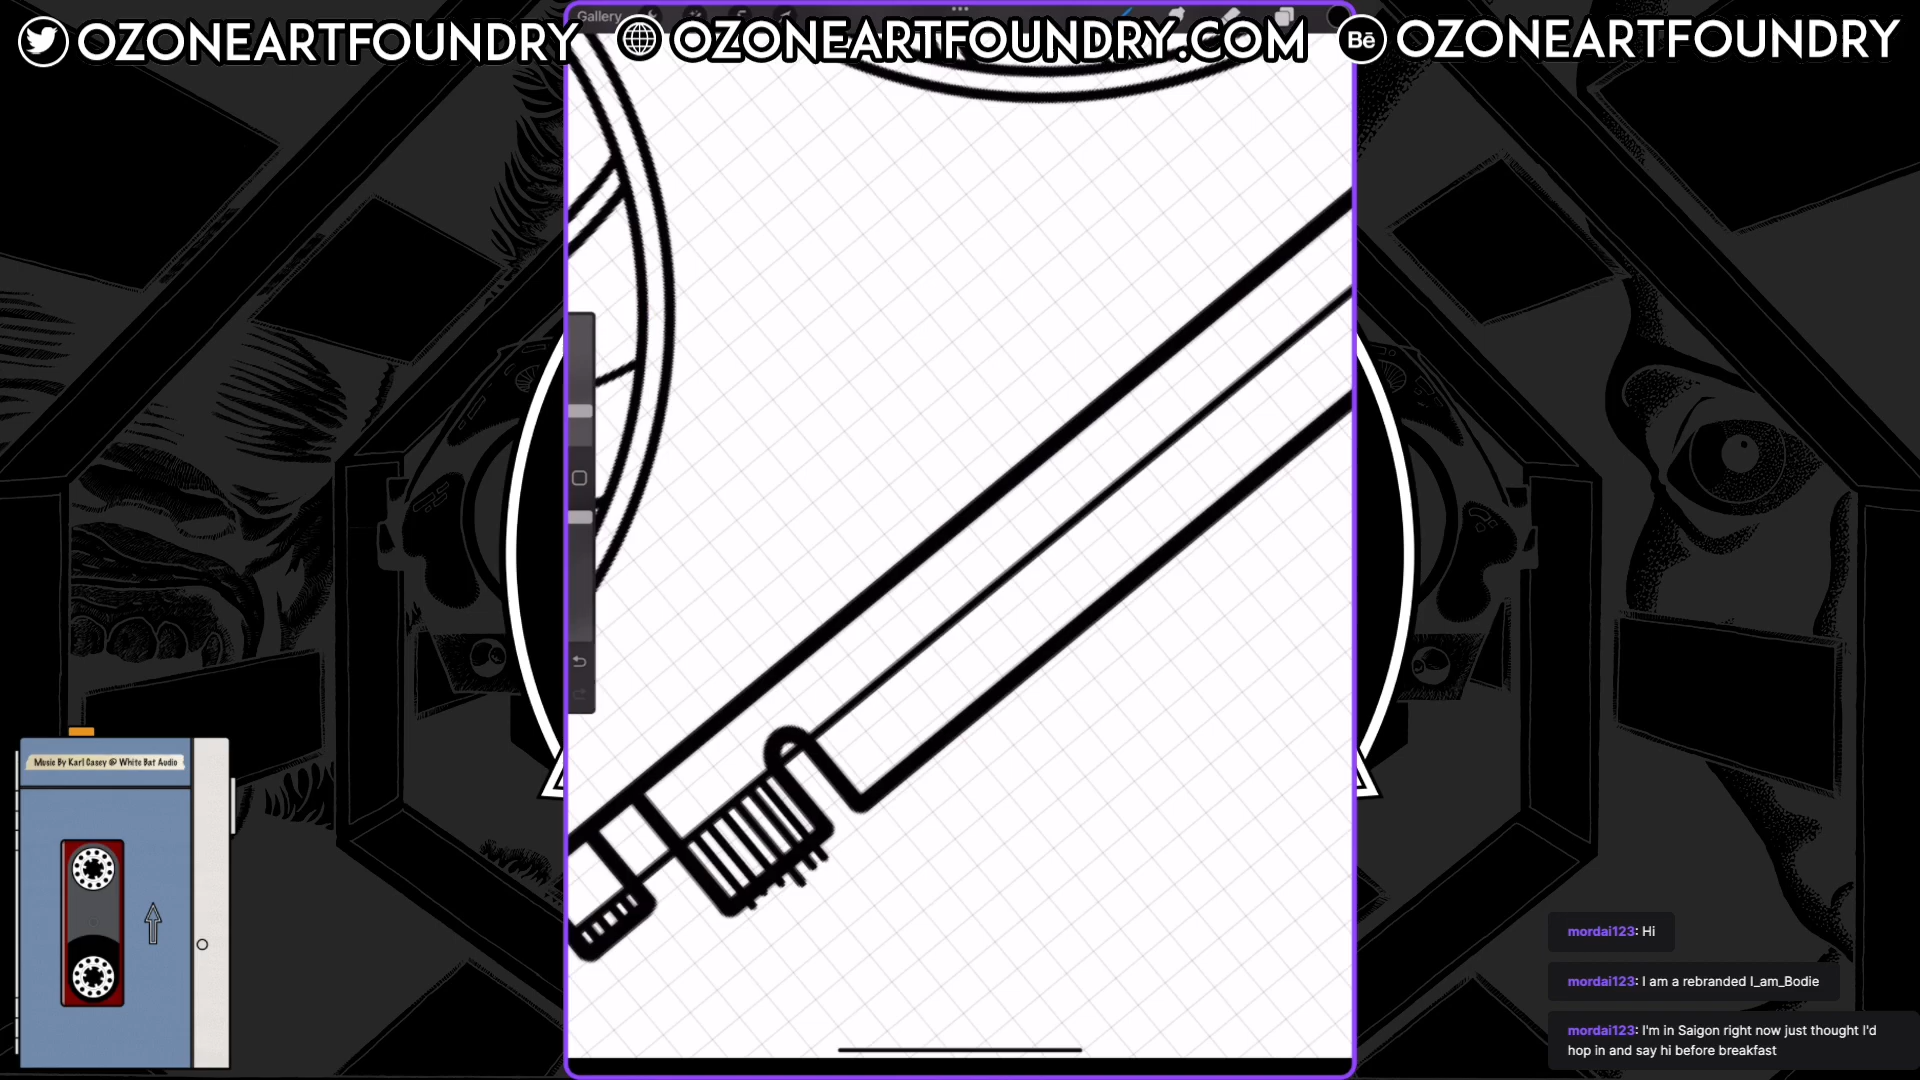 OZONEARTFOUNDRY
OZONEARTFOUNDRY.COM
Bē OZONEARTFOUNDRY
Gallery
Music By Karl Casey @ White Bat Audio
mordai123: Hi
mordai123: I am a rebranded I_am_Bodie
mordai123: I'm in Saigon right now just thought I'd
hop in and say hi before breakfast